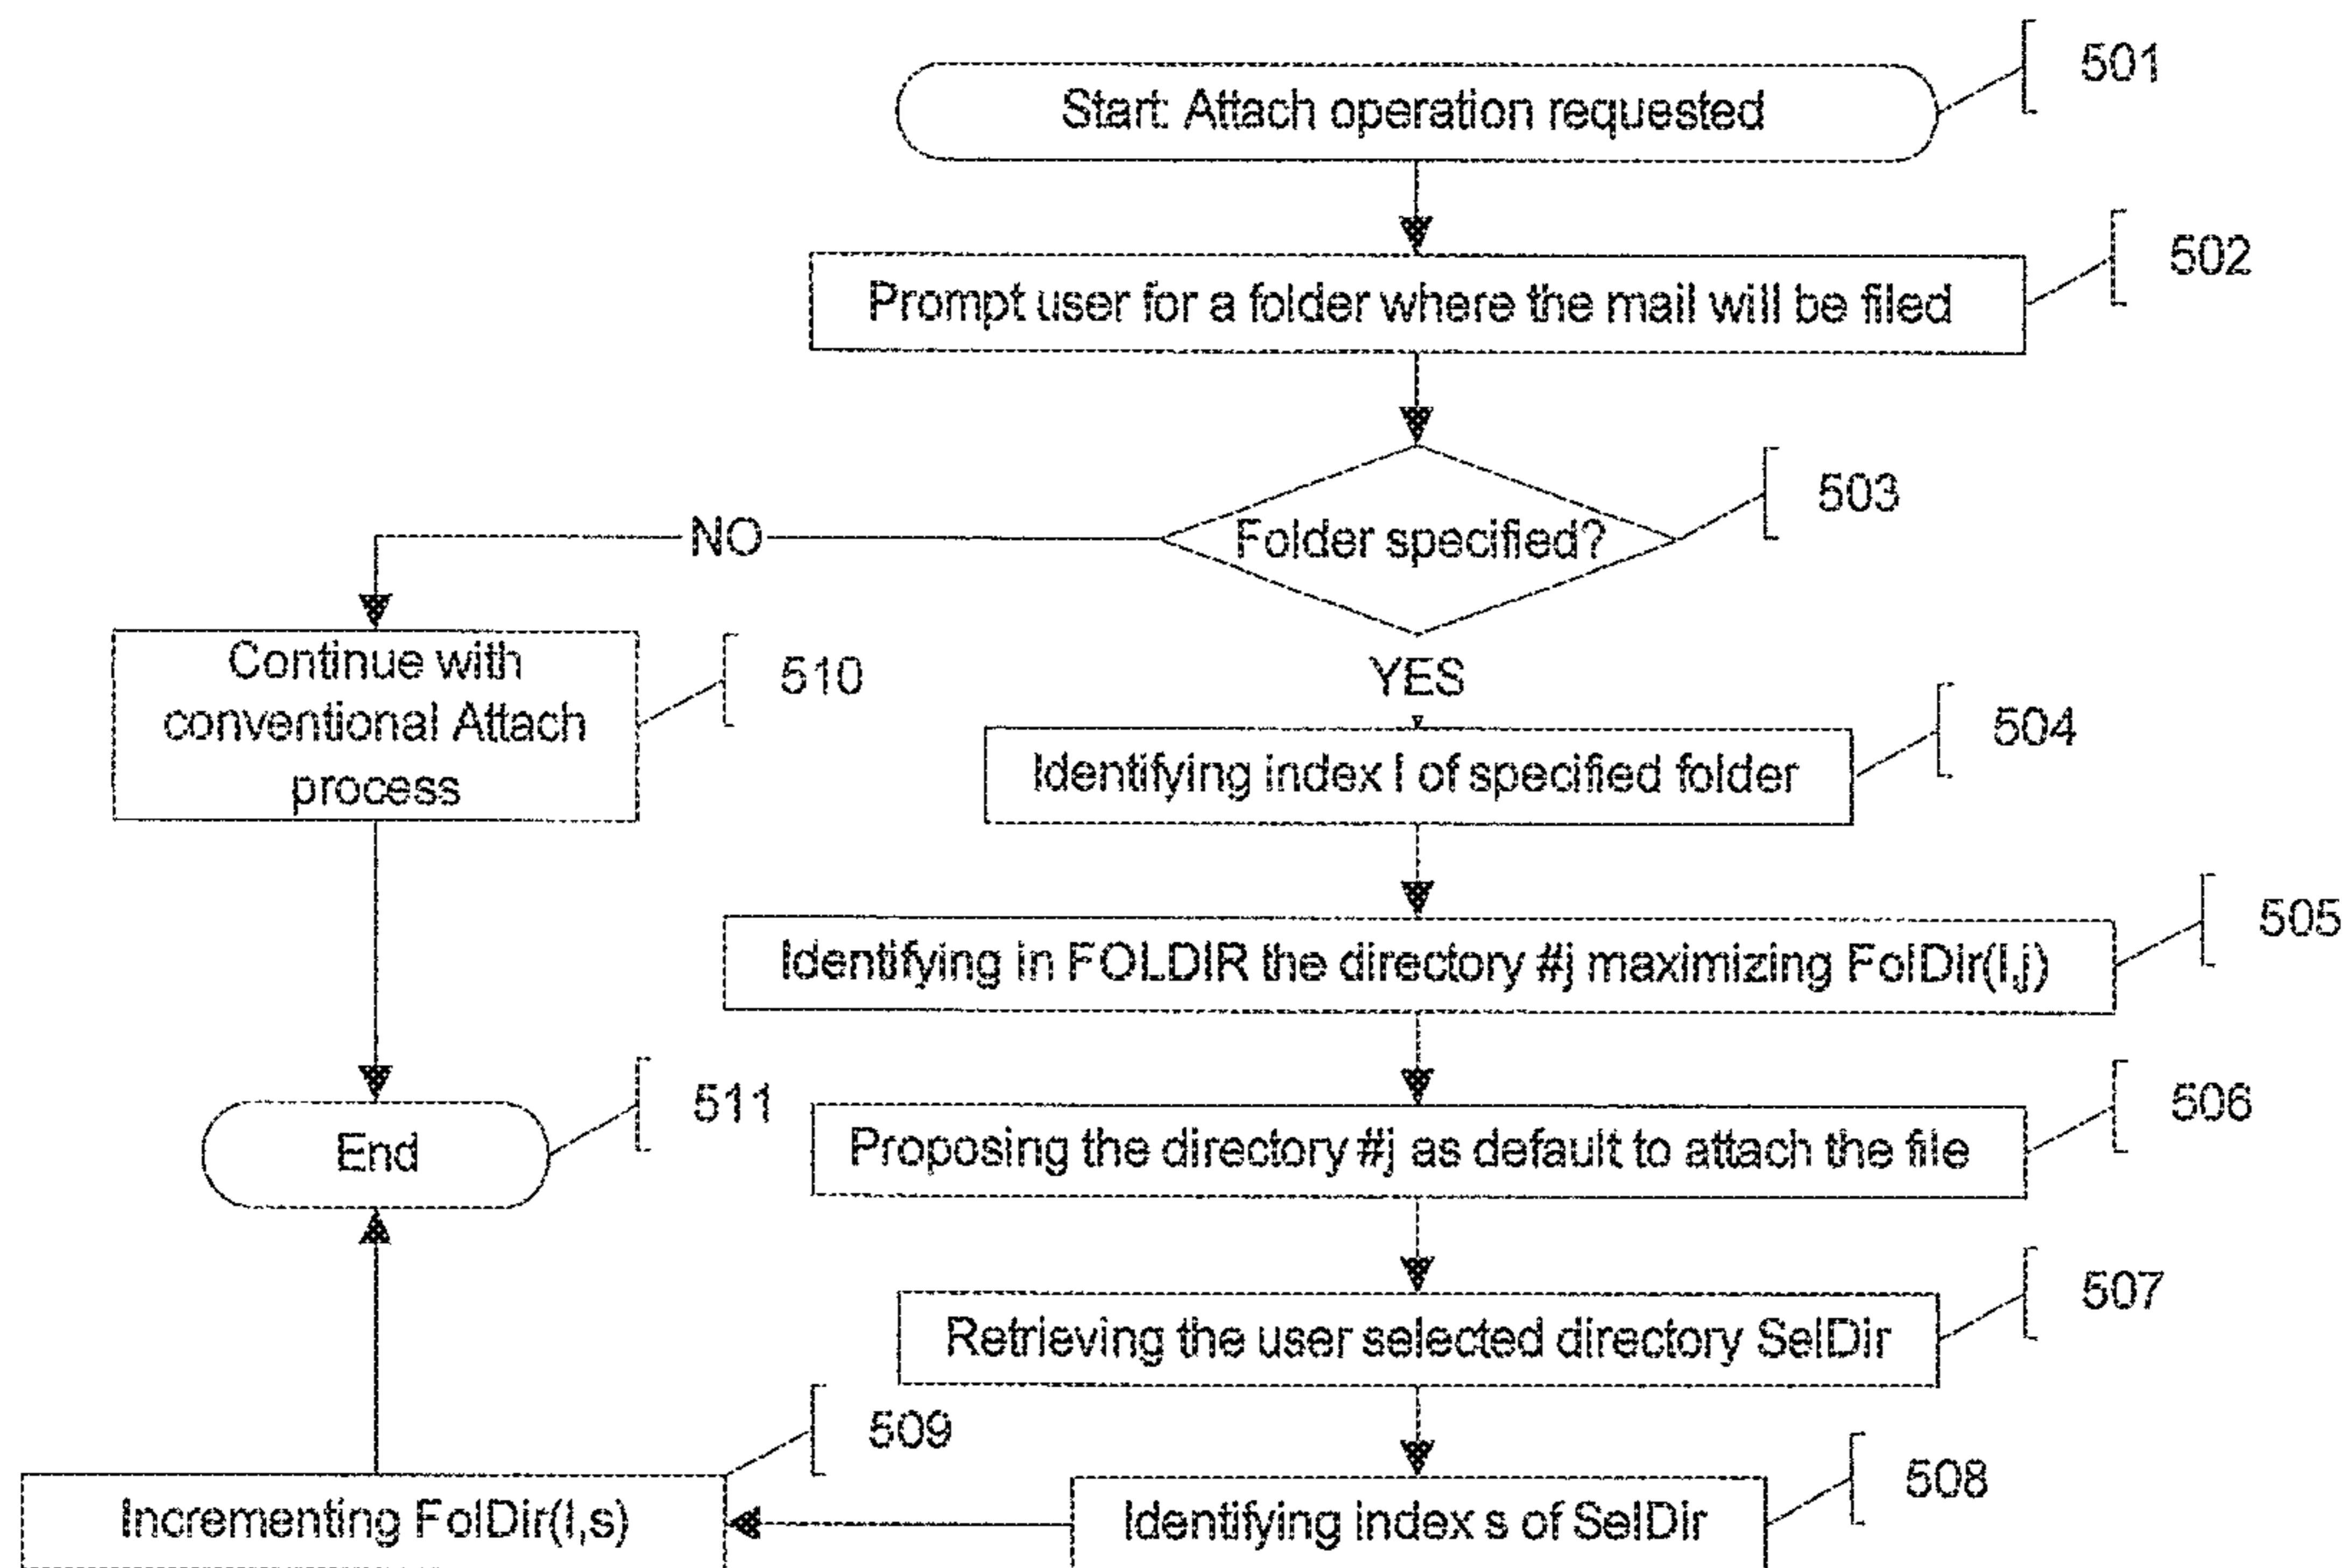 501
Start: Attach operation requested
502
Prompt user for a folder where the mail will be filed
503
Folder specified?
NO
YES
510
Continue with
conventional Attach
process
504
Identifying index I of specified folder
505
Identifying in FOLDIR the directory #j maximizing FolDir(I,j)
511
End
506
Proposing the directory #j as default to attach the file
507
Retrieving the user selected directory SelDir
509
Incrementing FolDir(I,s)
508
Identifying index s of SelDir